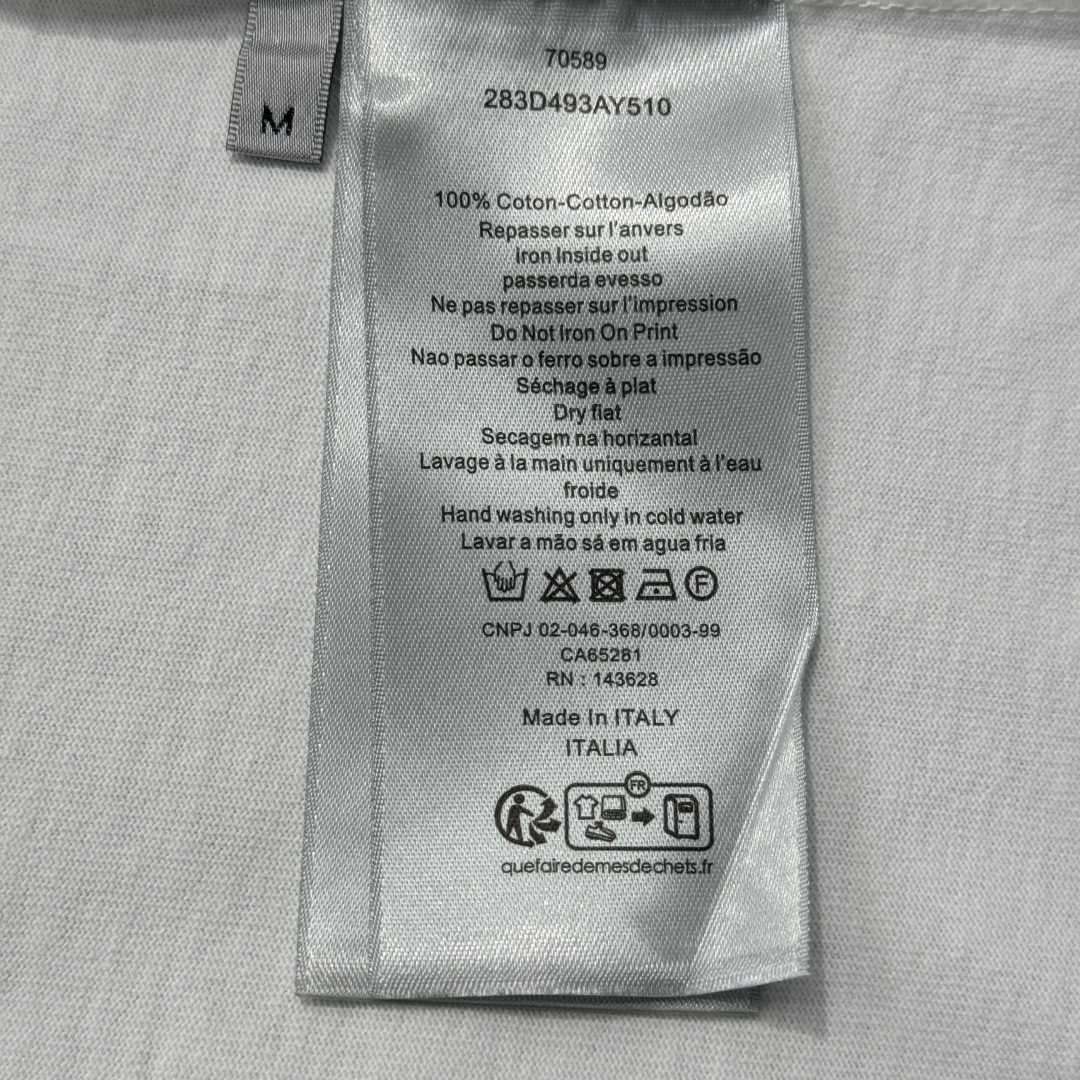 M
70589
283D493AY510
100% Coton-Cotton-Algodão
Repasser sur l'anvers
Iron Inside out
passerda evesso
Ne pas repasser sur l'impression
Do Not Iron On Print
Nao passar o ferro sobre a impressão
Séchage à plat
Dry fiat
Secagem na horizantal
Lavage à la main uniquement à l'eau
froide
Hand washing only in cold water
Lavar a mão sá em agua fria
F
CNPJ 02-046-368/0003-99
CA65281
RN : 143628
Made In ITALY
ITALIA
FR
quefairedemesdechets.fr